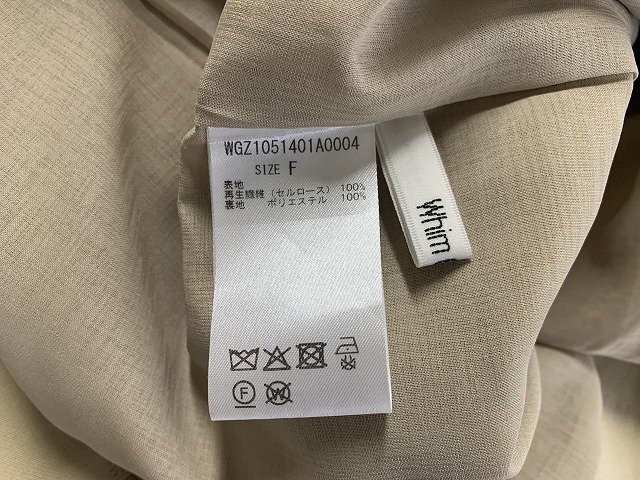 WGZ1051401A0004
SIZE F
表地
再生繊維(セルロース) 100%
裏地 ポリエステル 100%
F
W
Whim